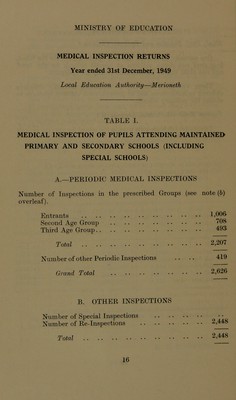 MINISTRY OF EDUCATION
MEDICAL INSPECTION RETURNS
Year ended 31st December, 1949
Local Education Authority—Merioneth
TABLE I.
MEDICAL INSPECTION OF PUPILS ATTENDING MAINTAINED
PRIMARY AND SECONDARY SCHOOLS (INCLUDING
SPECIAL SCHOOLS)
A.—PERIODIC MEDICAL INSPECTIONS
Number of Inspections in the prescribed Groups (see note (b)
overleaf).
Entrants .. .. .. .. .. .. .. .. .. 1,006
Second Age Group .. .. .. .. .. .. .. 708
Third Age Group .. .. .. .. .. .. .. .. 493
Total .. .. .. .. .. .. .. .. .. 2,207
Number of other Periodic Inspections .. .. 419
Grand Total .. .. .. .. .. .. .. 2,626
B. OTHER INSPECTIONS
Number of Special Inspections .. .. .. .. ..
Number of Re-Inspections .. .. .. .. .. 2,448
Total .. .. .. .. .. .. .. .. .. 2,448
16